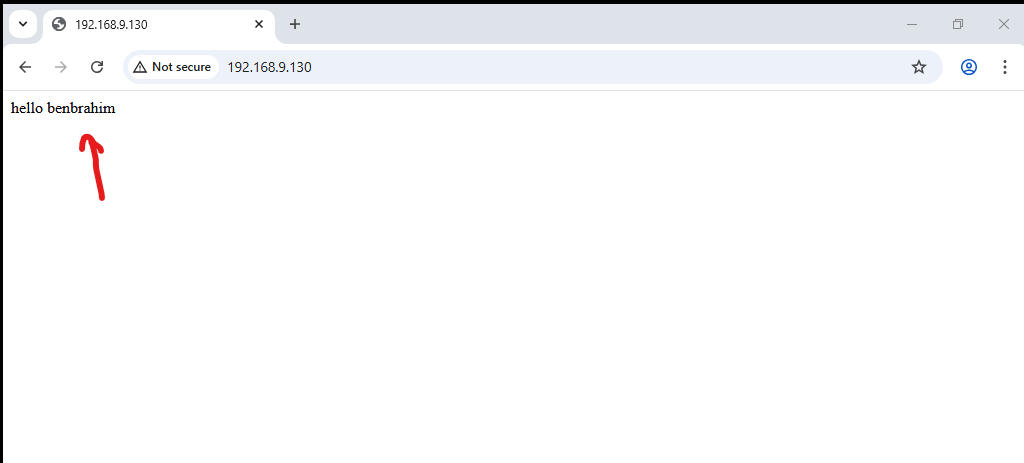 192.168.9.130
Not secure 192.168.9.130
hello benbrahim